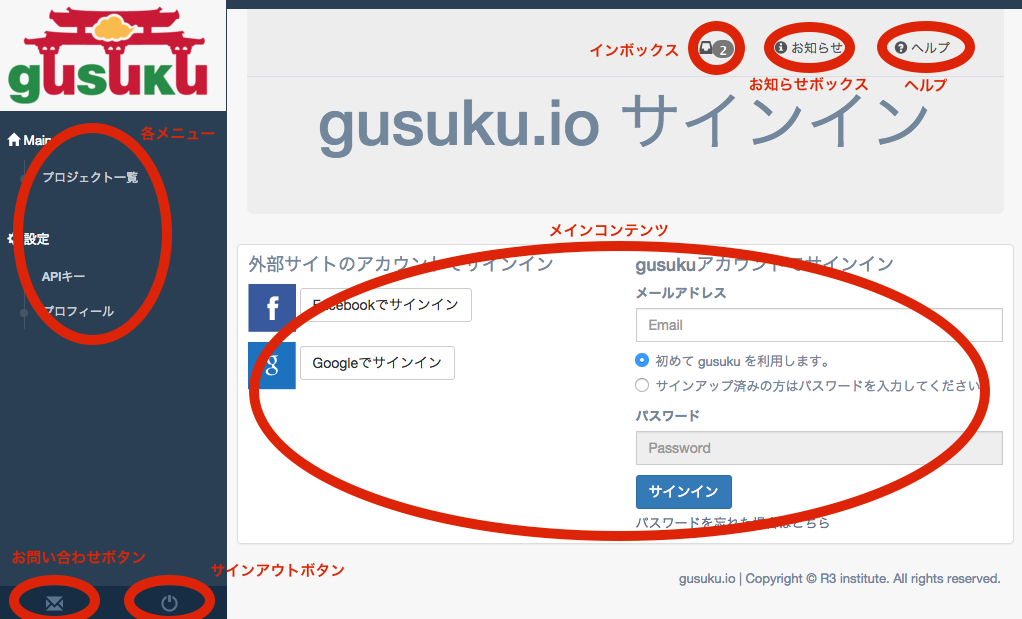 gusuku
各メニュー
Main
プロジェクト一覧
設定
APIキー
プロフィール
お問い合わせボタン
サインアウトボタン
インボックス
2
お知らせ
ヘルプ
お知らせボックス
ヘルプ
gusuku.io サインイン
メインコンテンツ
外部サイトのアカウントでサインイン
f
Facebookでサインイン
g
Googleでサインイン
gusukuアカウントでサインイン
メールアドレス
Email
初めて gusuku を利用します。
サインアップ済みの方はパスワードを入力してください
パスワード
Password
サインイン
パスワードを忘れた場合はこちら
gusuku.io | Copyright © R3 institute. All rights reserved.